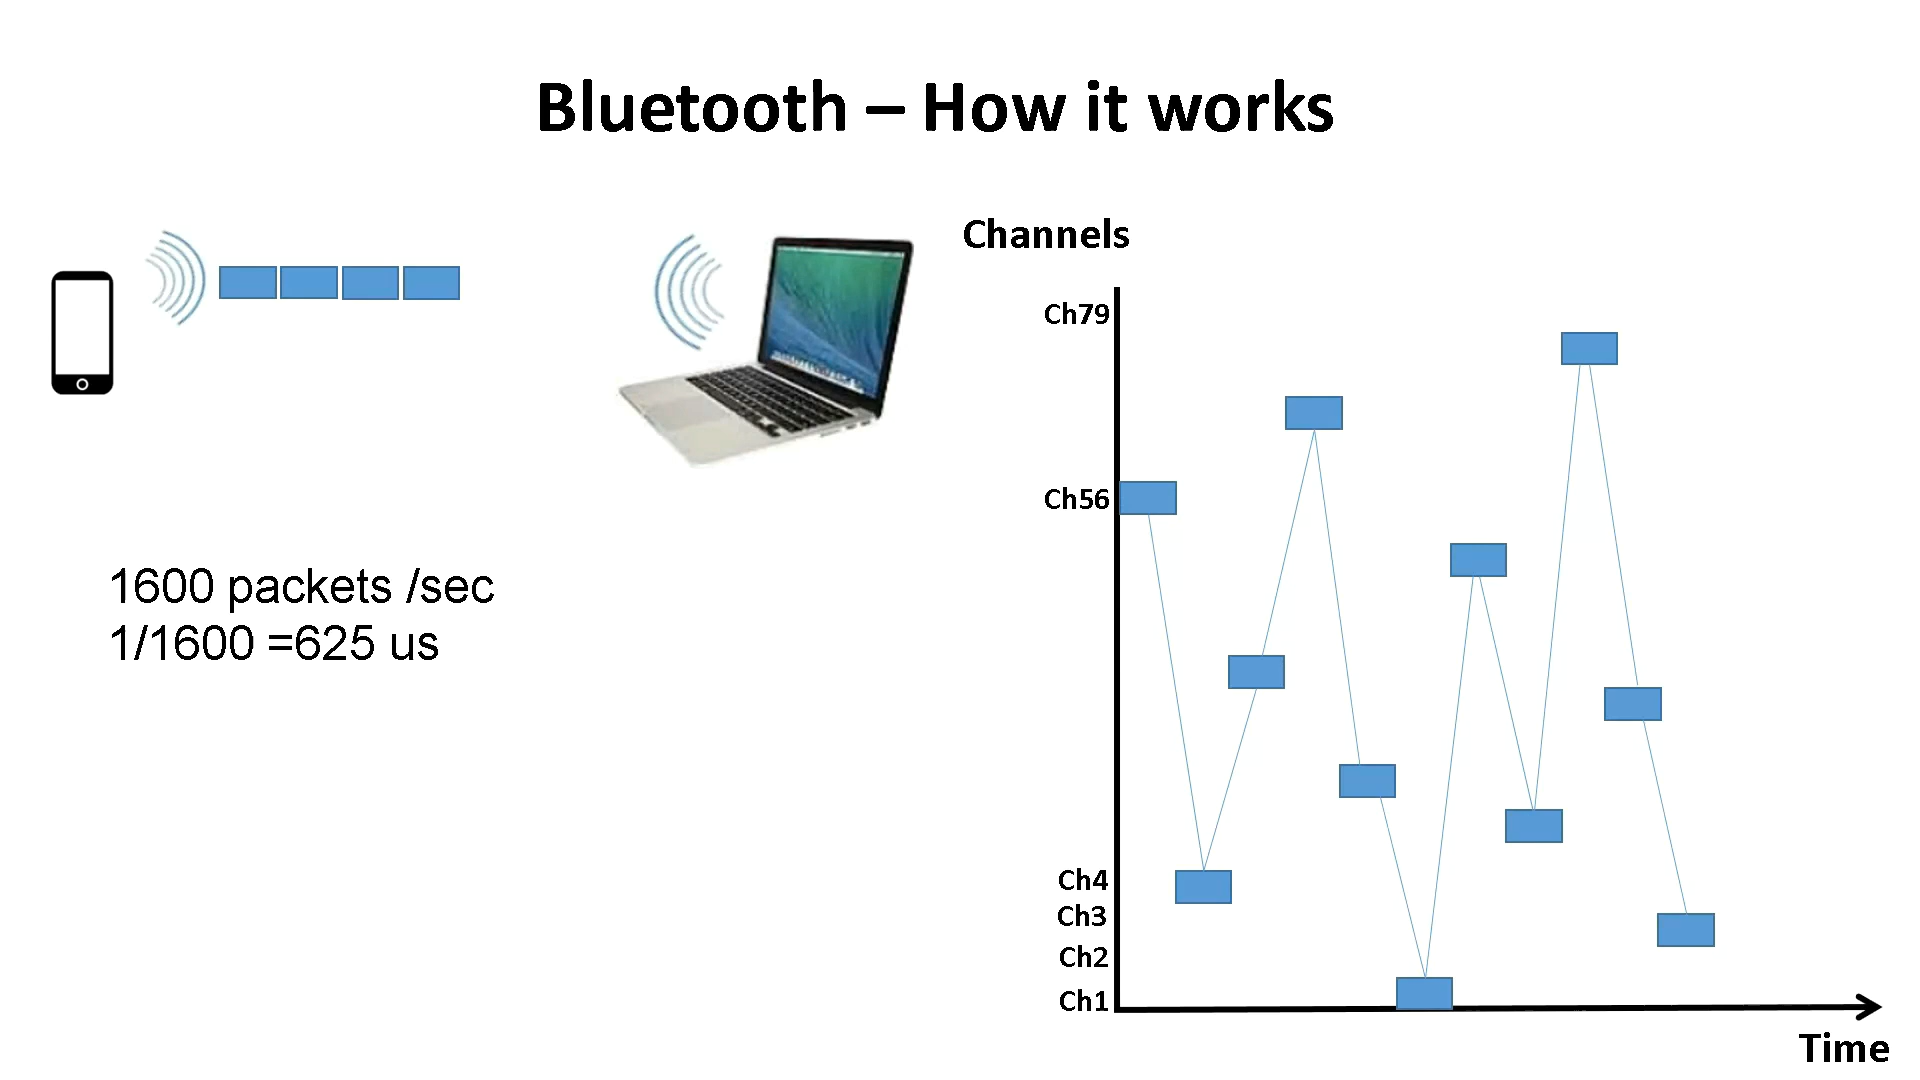 Bluetooth – How it works
Channels
Ch79
Ch56
1600 packets /sec
1/1600 =625 us
Ch4
Ch3
Ch2
Ch1
Time